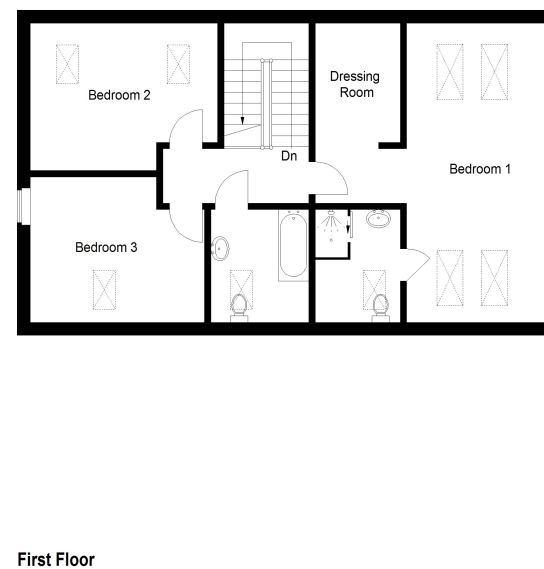 Dressing
Room
Bedroom 2
Dn
Bedroom 1
Bedroom 3
First Floor